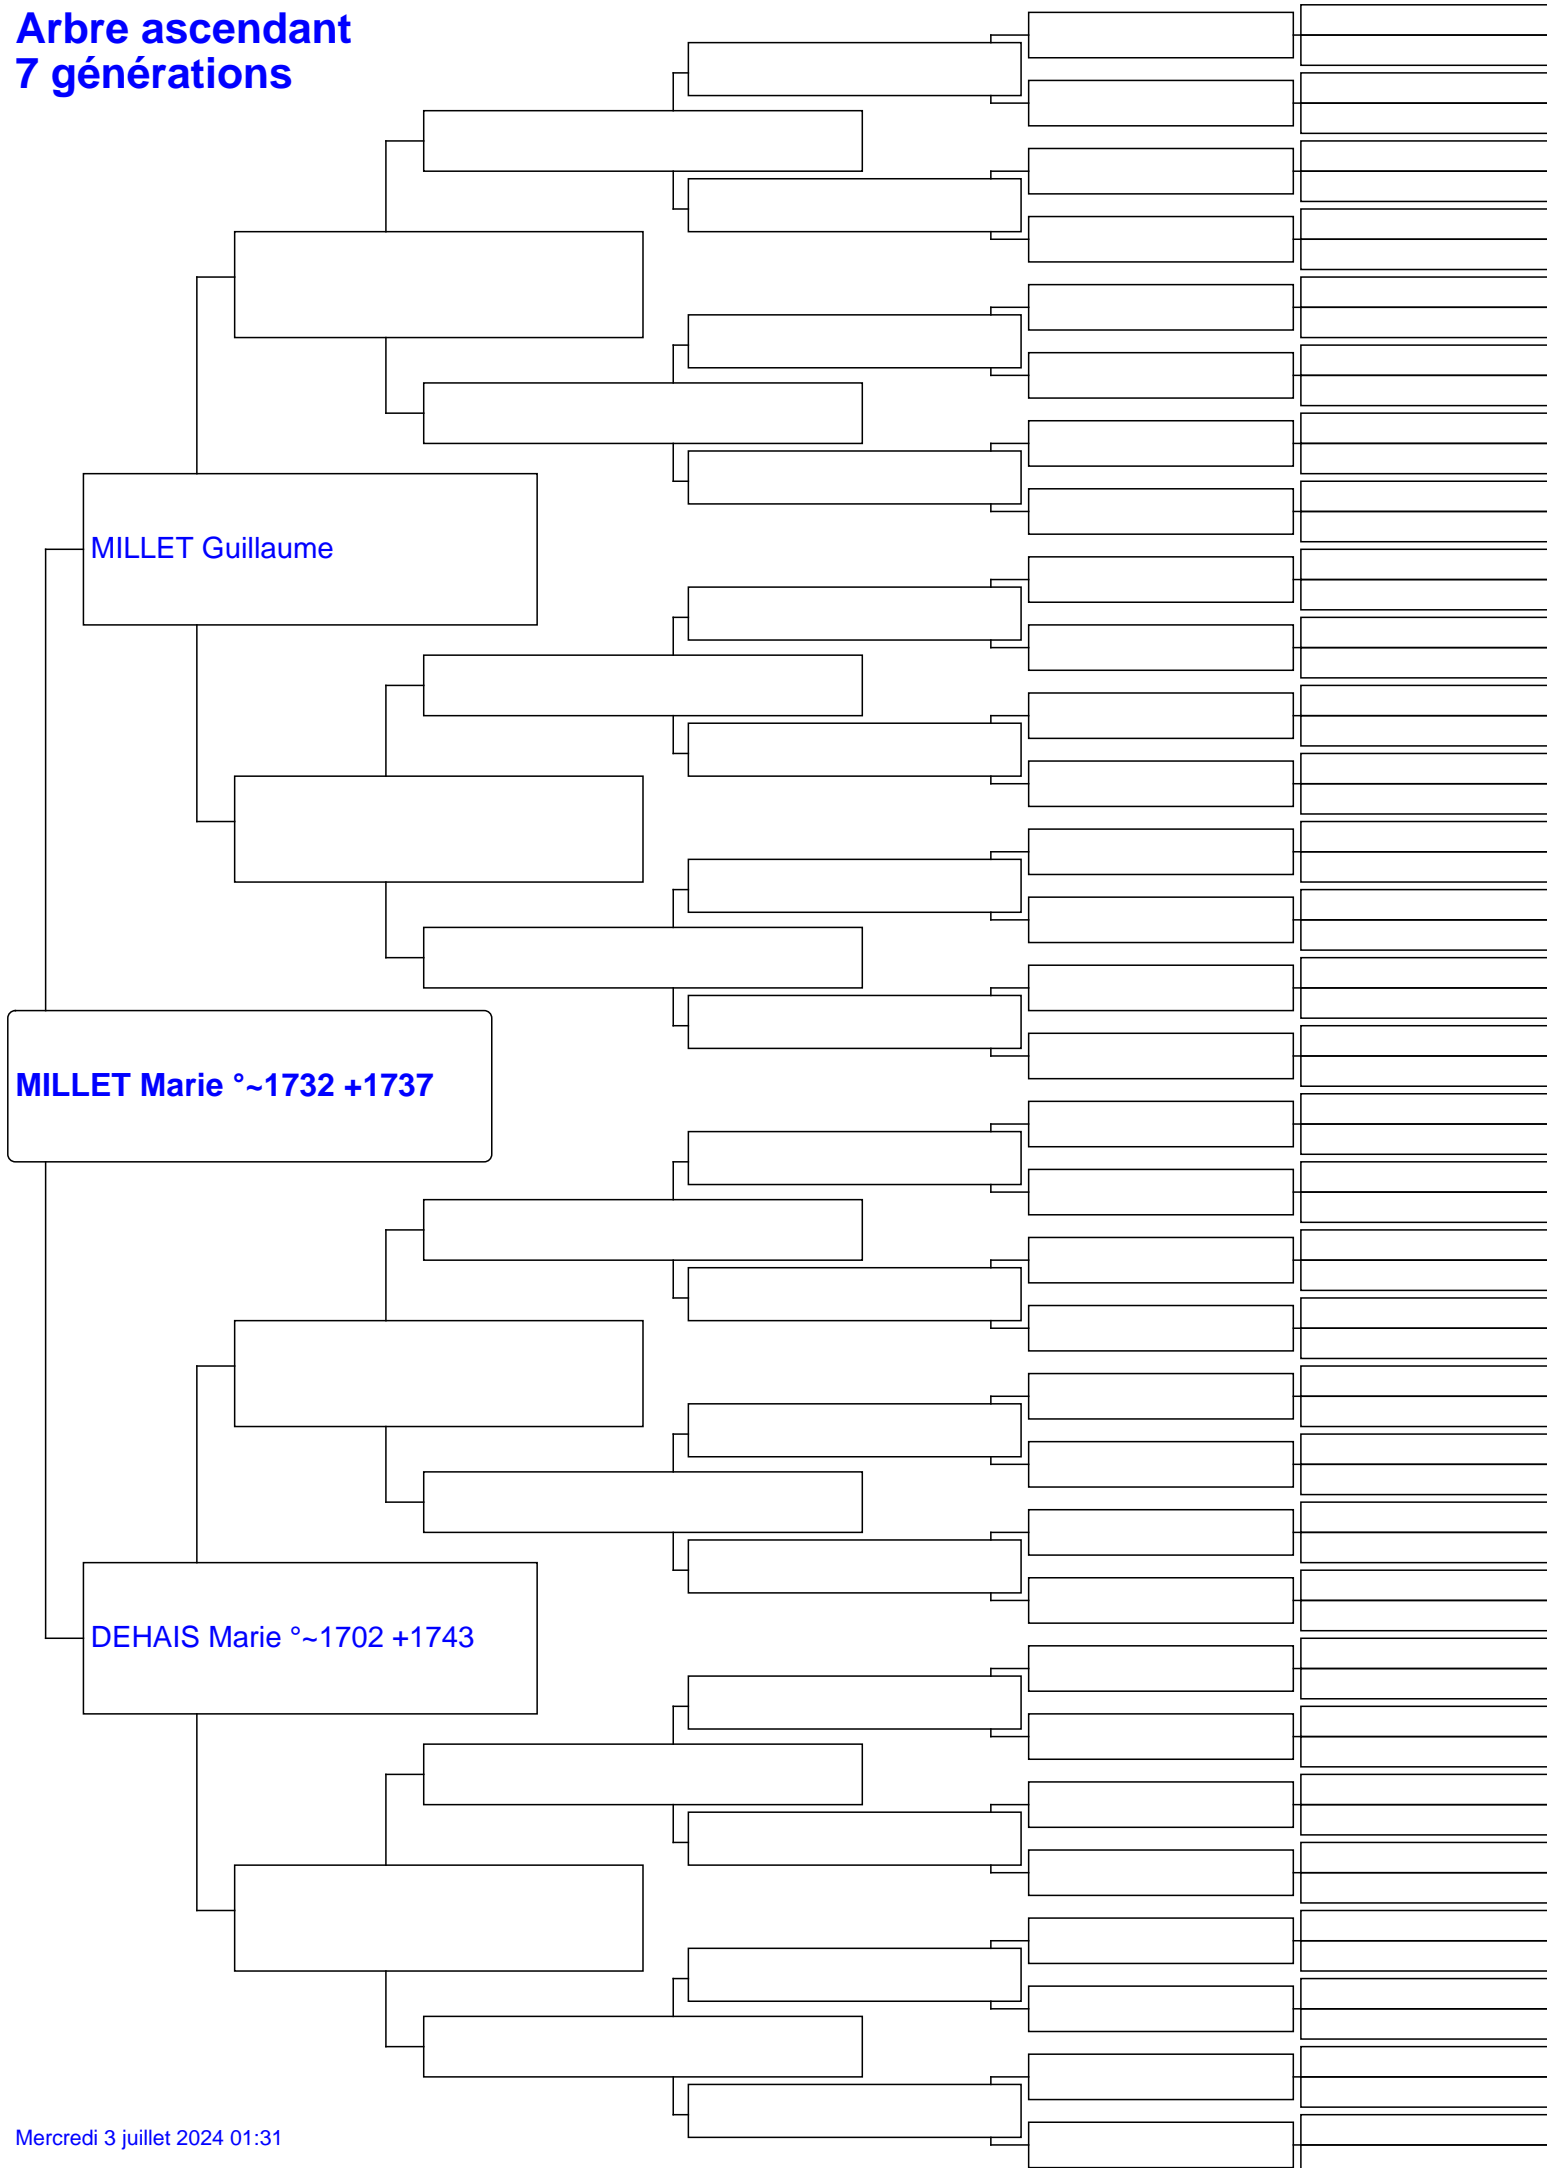 Arbre ascendant
7 générations
MILLET Guillaume
MILLET Marie °~1732 +1737
DEHAIS Marie °~1702 +1743
Mercredi 3 juillet 2024 01:31